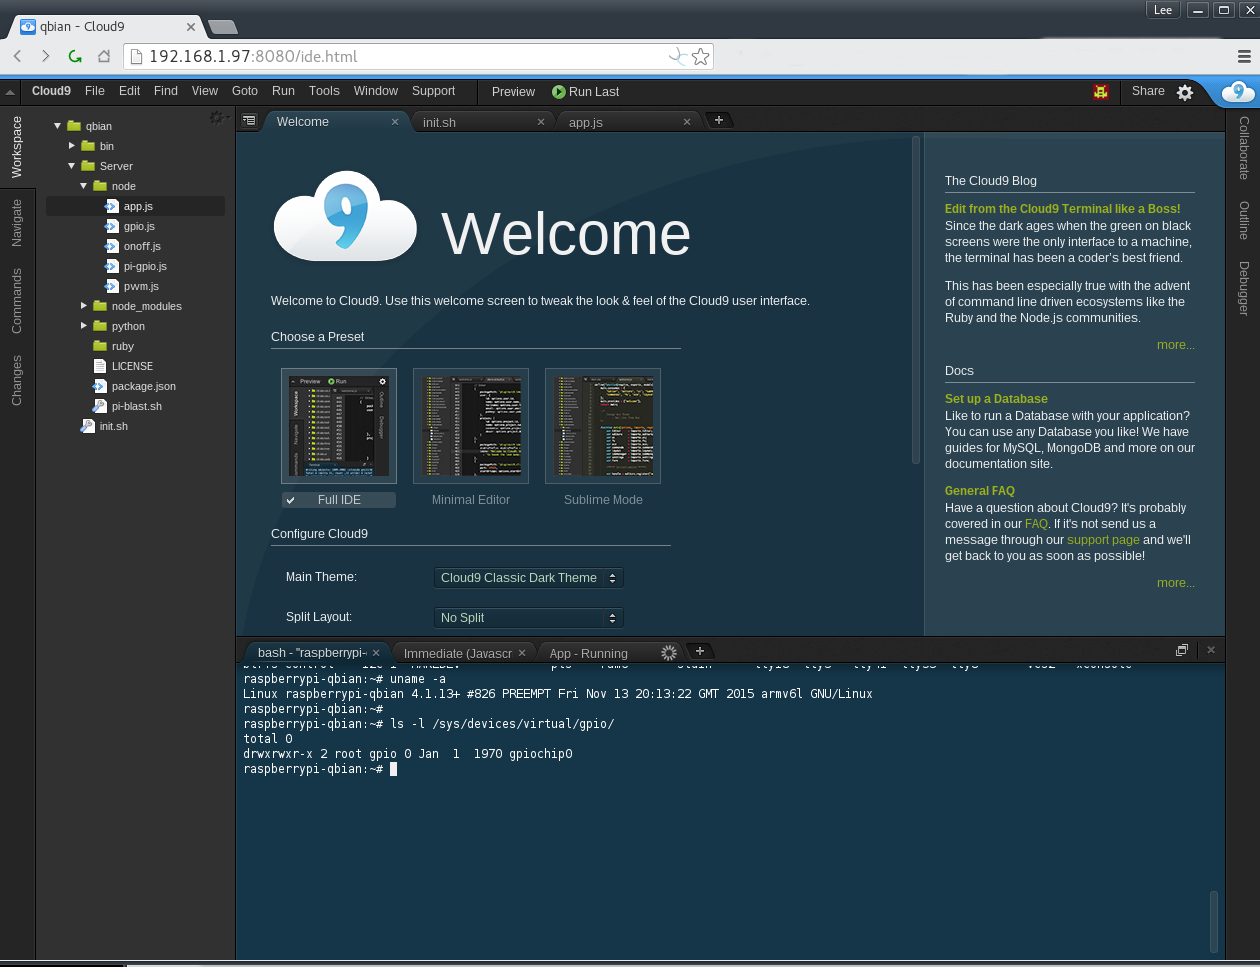 Lee
qbian - Cloud9
192.168.1.97:8080/ide.html
Cloud9 File Edit Find View Goto Run Tools Window Support Preview Run Last Share
Workspace
Navigate
Commands
Changes
qbian
bin
Server
node
app.js
gpio.js
onoff.js
pi-gpio.js
pwm.js
node_modules
python
ruby
LICENSE
package.json
pi-blast.sh
init.sh
Welcome init.sh app.js
9 Welcome
Welcome to Cloud9. Use this welcome screen to tweak the look & feel of the Cloud9 user interface.
Choose a Preset
Preview Run
Full IDE Minimal Editor Sublime Mode
Configure Cloud9
Main Theme: Cloud9 Classic Dark Theme
Split Layout: No Split
The Cloud9 Blog
Edit from the Cloud9 Terminal like a Boss!
Since the dark ages when the green on black
screens were the only interface to a machine,
the terminal has been a coder's best friend.
This has been especially true with the advent
of command line driven ecosystems like the
Ruby and the Node.js communities.
more...
Docs
Set up a Database
Like to run a Database with your application?
You can use any Database you like! We have
guides for MySQL, MongoDB and more on our
documentation site.
General FAQ
Have a question about Cloud9? It's probably
covered in our FAQ. If it's not send us a
message through our support page and we'll
get back to you as soon as possible!
more...
Collaborate
Outline
Debugger
bash - "raspberrypi- Immediate (Javascr App - Running
raspberrypi-qbian:~# uname -a
Linux raspberrypi-qbian 4.1.13+ #826 PREEMPT Fri Nov 13 20:13:22 GMT 2015 armv6l GNU/Linux
raspberrypi-qbian:~#
raspberrypi-qbian:~# ls -l /sys/devices/virtual/gpio/
total 0
drwxrwxr-x 2 root gpio 0 Jan  1  1970 gpiochip0
raspberrypi-qbian:~#